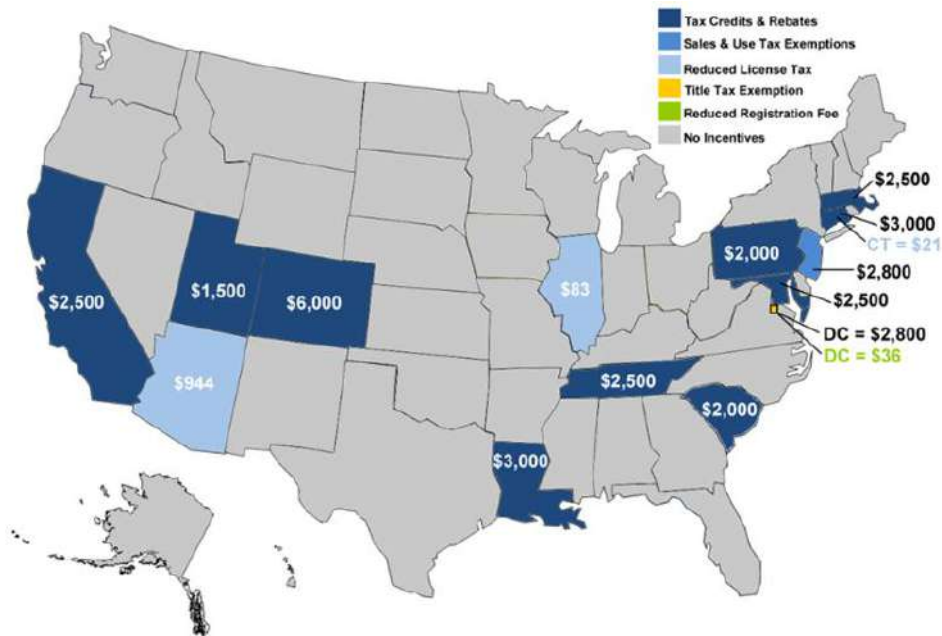 Tax Credits & Rebates
Sales & Use Tax Exemptions
Reduced License Tax
Title Tax Exemption
Reduced Registration Fee
No Incentives
$2,500
$3,000
CT = $21
$2,000
$2,800
$2,500
$1,500
$6,000
$83
$2,500
DC = $2,800
DC = $36
$944
$2,500
$2,000
$3,000